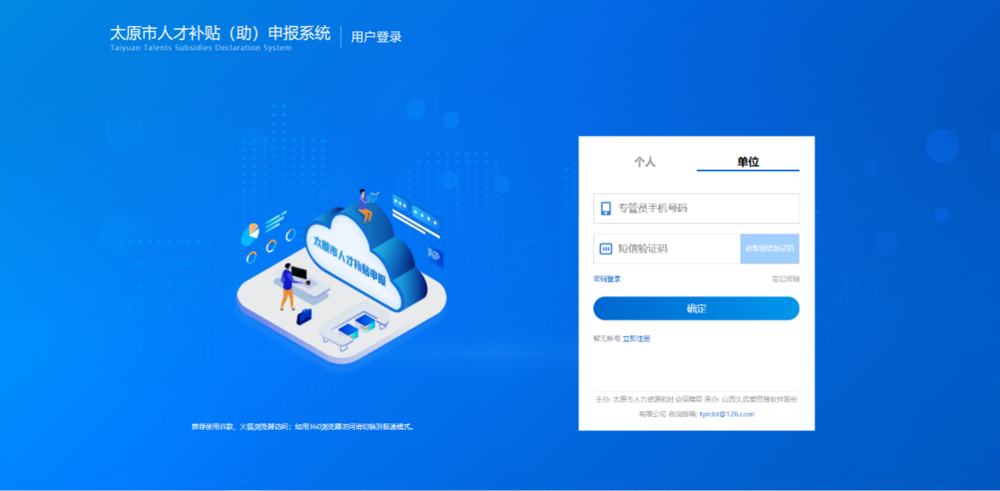 太原市人才补贴（助）申报系统
用户登录
Taiyuan Talents Subsidies Declaration System
个人
单位
专管员手机号码
短信验证码
获取短信验证码
密码登录
忘记密码
确定
暂无帐号 立即注册
太原市人才补贴申报
主办: 太原市人力资源和社会保障局 承办: 山西久远爱思普软件股份
有限公司 咨询邮箱: tyrcbt@126.com
推荐使用谷歌、火狐浏览器访问；如用360浏览器访问请切换到极速模式。